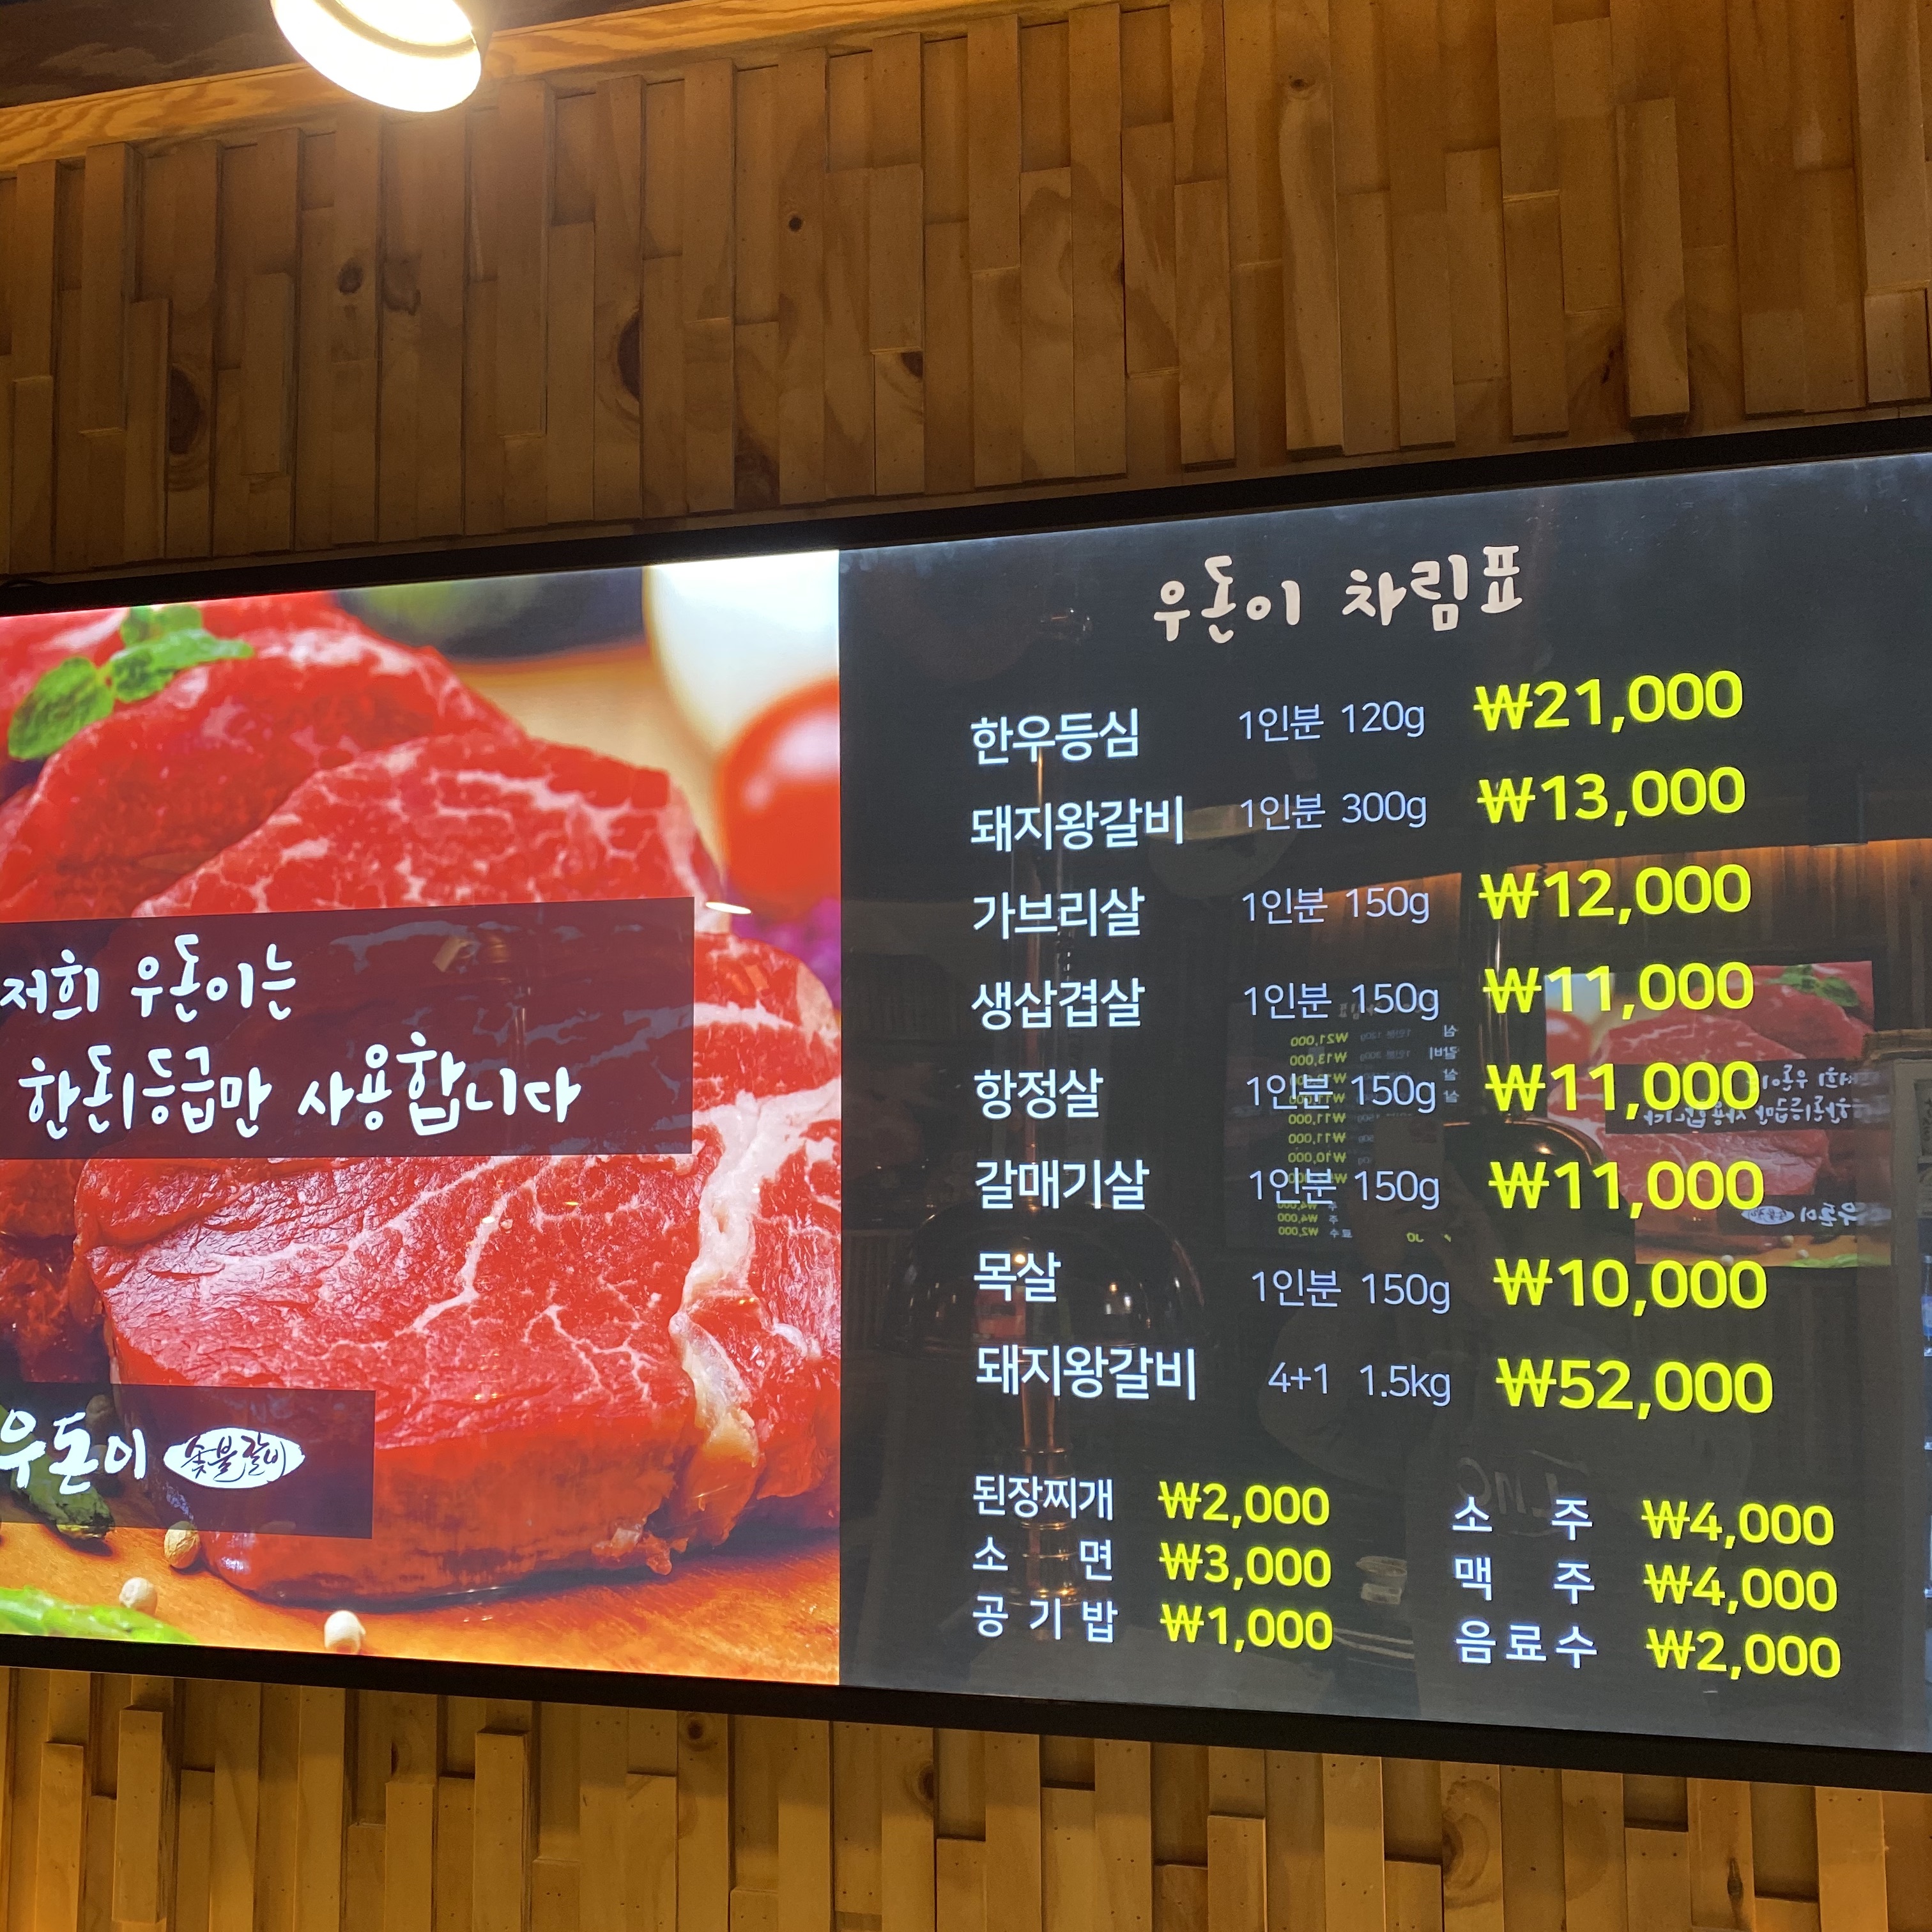 저희 우돈이는
한돈1등급만 사용합니다
우돈이 숯불갈비
우돈이 차림표
한우등심 1인분 120g ₩21,000
돼지왕갈비 1인분 300g ₩13,000
가브리살 1인분 150g ₩12,000
생삼겹살 1인분 150g ₩11,000
항정살 1인분 150g ₩11,000
갈매기살 1인분 150g ₩11,000
목살 1인분 150g ₩10,000
돼지왕갈비 4+1 1.5kg ₩52,000
된장찌개 ₩2,000 소 주 ₩4,000
소 면 ₩3,000 맥 주 ₩4,000
공 기 밥 ₩1,000 음료수 ₩2,000